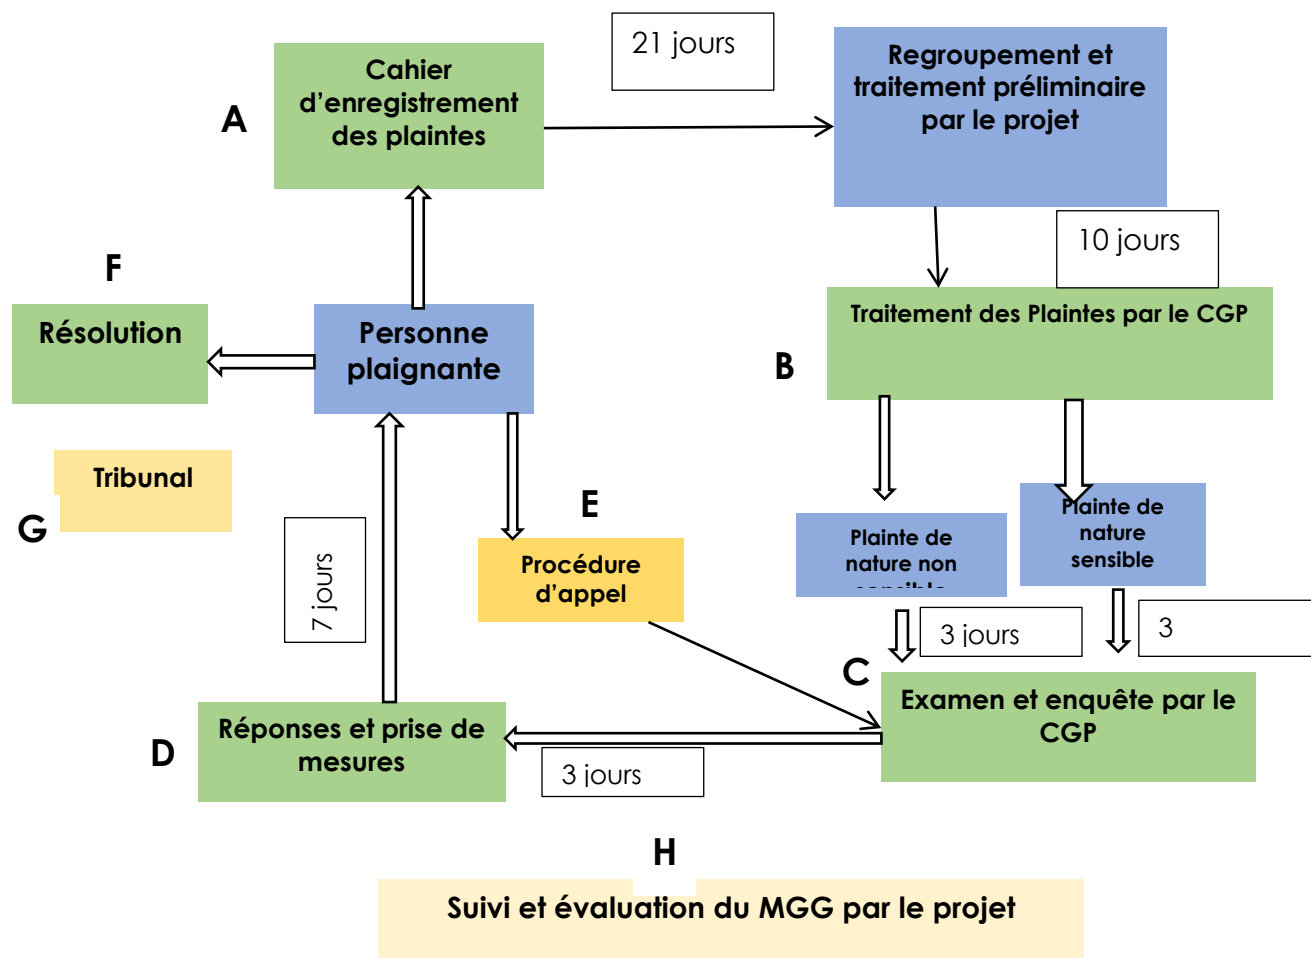 21 jours
Regroupement et
traitement préliminaire
par le projet
Cahier
d'enregistrement
des plaintes
A
10 jours
F
Résolution
Personne
plaignante
Traitement des Plaintes par le CGP
B
Tribunal
G
E
7 jours
Procédure
d'appel
Plainte de
nature non
Plainte de
nature
sensible
3 jours
3
C
Examen et enquête par le
CGP
Réponses et prise de
mesures
D
3 jours
H
Suivi et évaluation du MGG par le projet